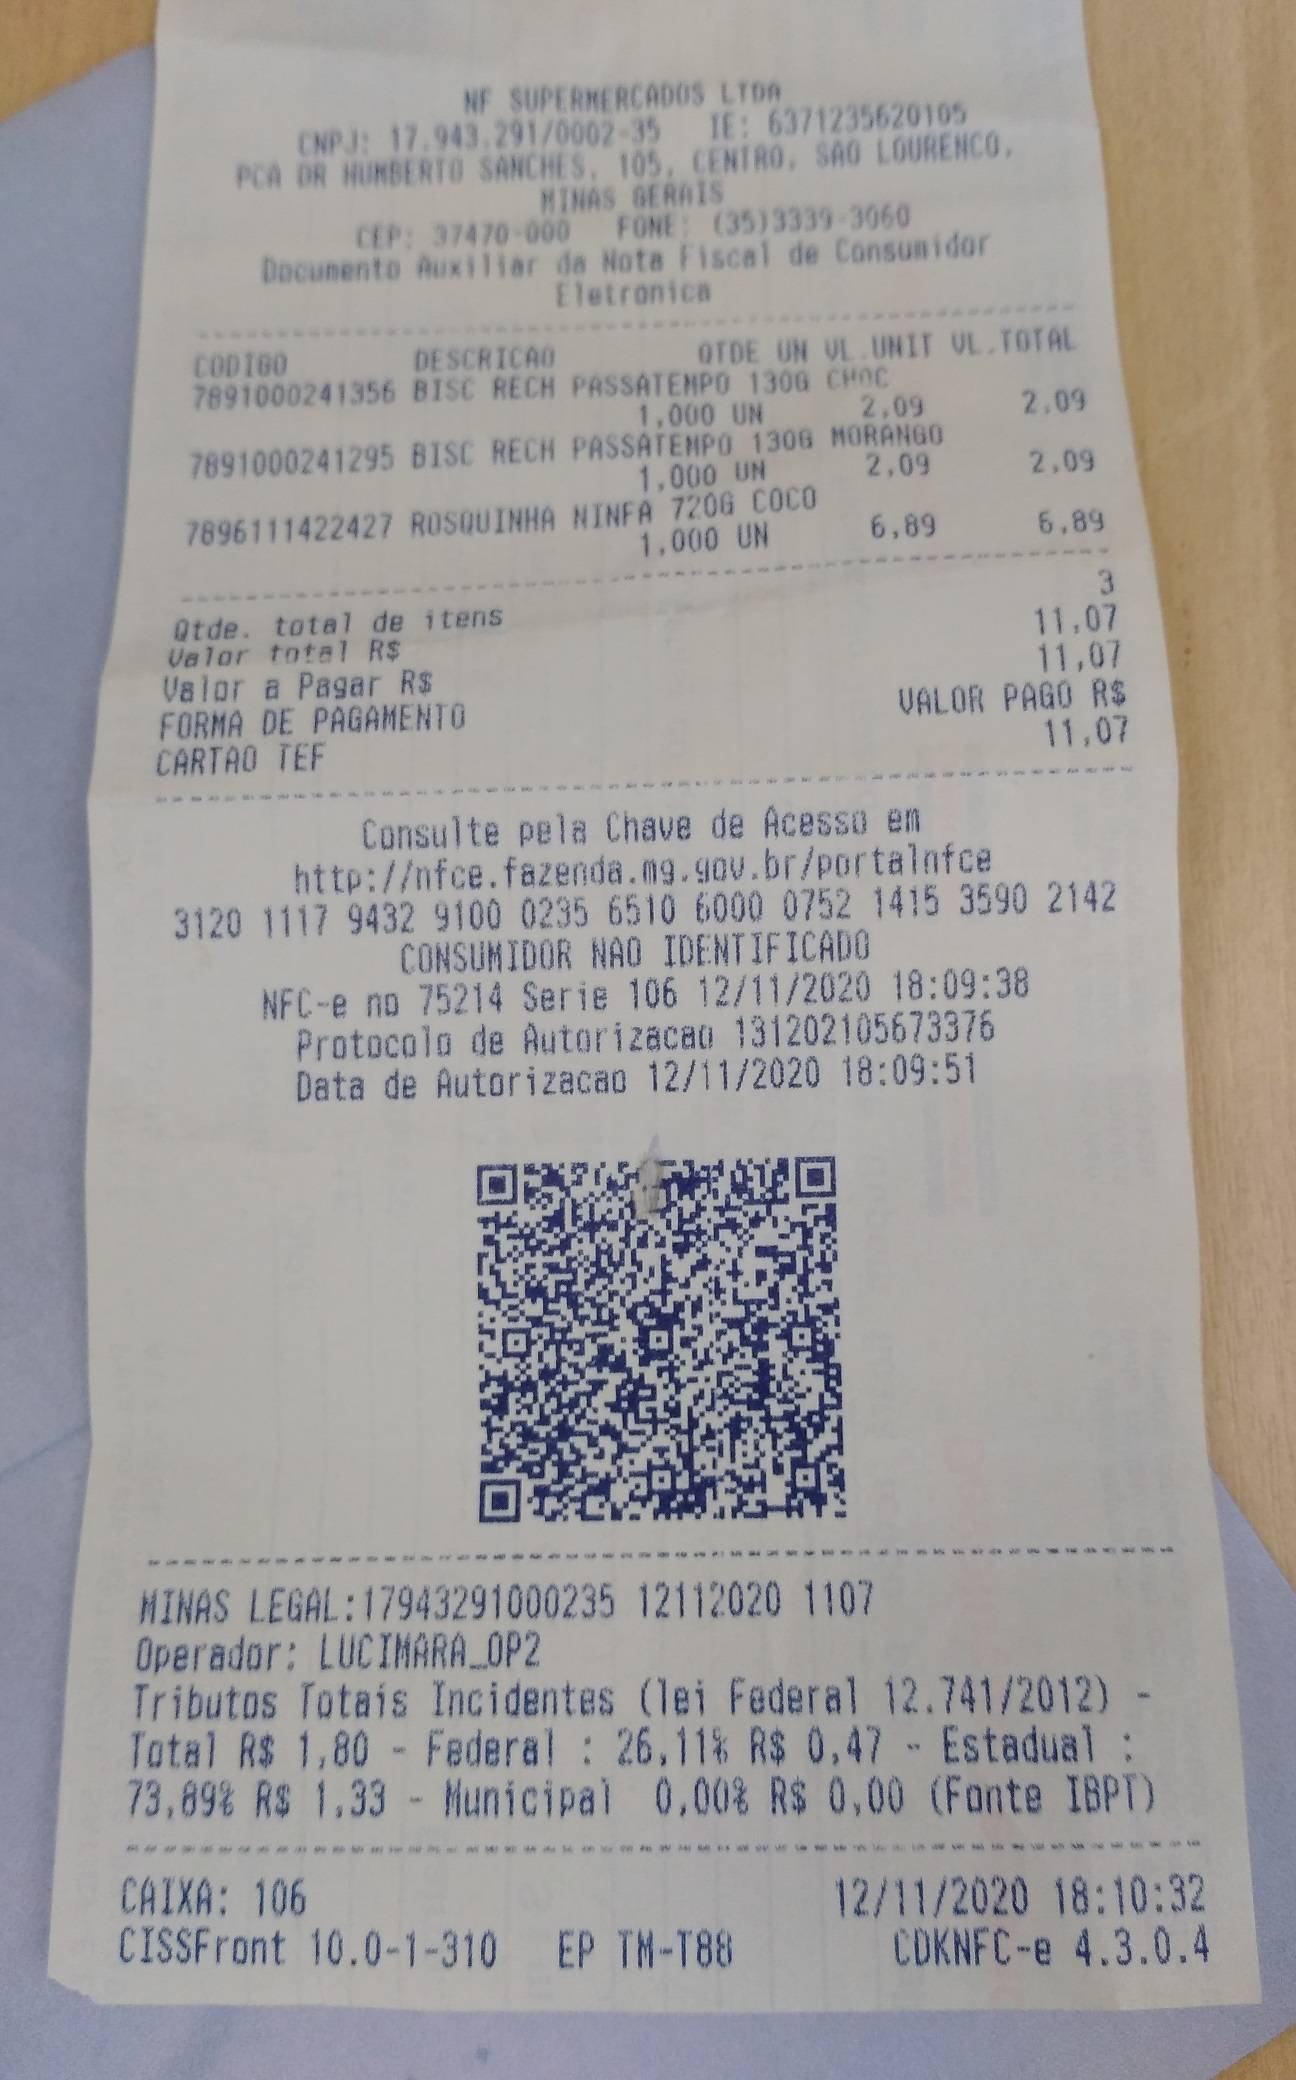 NF SUPERMERCADOS LTDA
CNPJ: 17.943.291/0002-35 IE: 6371235620105
PCA DR HUMBERTO SANCHES, 105, CENTRO, SAO LOURENCO,
MINAS GERAIS
CEP: 37470-000 FONE: (35)3339-3060
Documento Auxiliar da Nota Fiscal de Consumidor
Eletronica
CODIGO DESCRICAO QTDE UN VL.UNIT VL.TOTAL
7891000241356 BISC RECH PASSATEMPO 130G CHOC
1,000 UN 2,09 2,09
7891000241295 BISC RECH PASSATEMPO 130G MORANGO
1,000 UN 2,09 2,09
7896111422427 ROSQUINHA NINFA 720G COCO
1,000 UN 6,89 6,89
Qtde. total de itens 3
Valor total R$ 11,07
Valor a Pagar R$ 11,07
FORMA DE PAGAMENTO VALOR PAGO R$
CARTAO TEF 11,07
Consulte pela Chave de Acesso em
http://nfce.fazenda.mg.gov.br/portalnfce
3120 1117 9432 9100 0235 6510 6000 0752 1415 3590 2142
CONSUMIDOR NAO IDENTIFICADO
NFC-e no 75214 Serie 106 12/11/2020 18:09:38
Protocolo de Autorizacao 131202105673376
Data de Autorizacao 12/11/2020 18:09:51
MINAS LEGAL:17943291000235 12112020 1107
Operador: LUCIMARA_OP2
Tributos Totais Incidentes (lei Federal 12.741/2012) -
Total R$ 1,80 - Federal : 26,11% R$ 0,47 - Estadual :
73,89% R$ 1,33 - Municipal 0,00% R$ 0,00 (Fonte IBPT)
CAIXA: 106 12/11/2020 18:10:32
CISSFront 10.0-1-310 EP TM-T88 CDKNFC-e 4.3.0.4